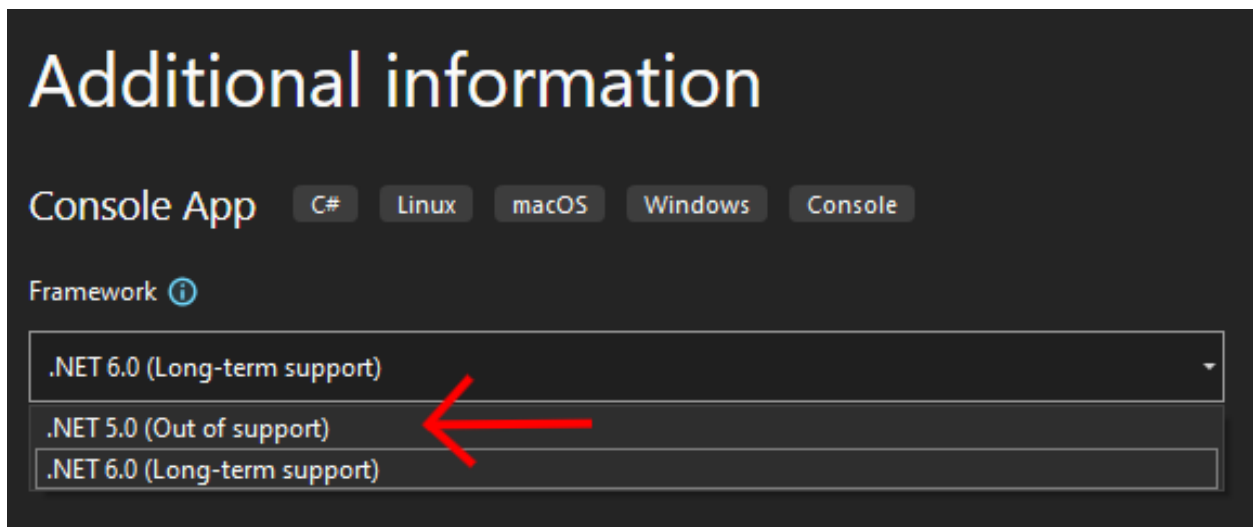 Additional information
Console App C# Linux macOS Windows Console
Framework
.NET 6.0 (Long-term support)
.NET 5.0 (Out of support)
.NET 6.0 (Long-term support)